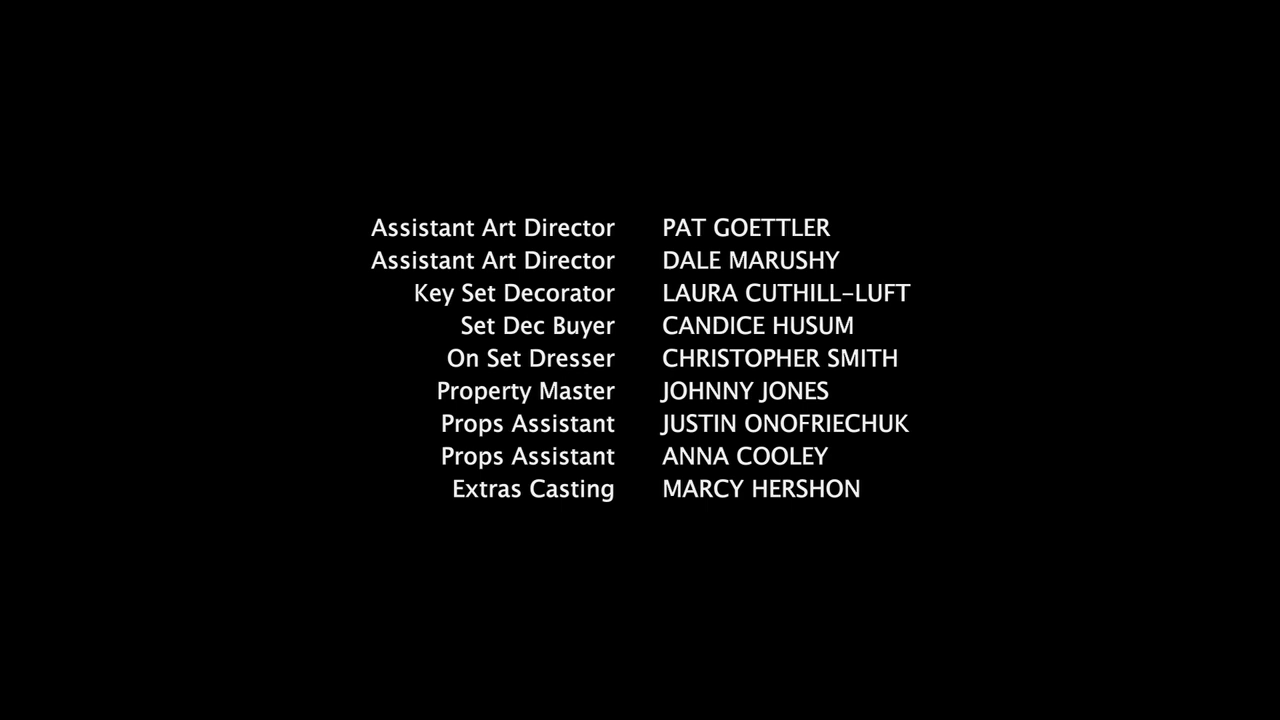 Assistant Art Director PAT GOETTLER
Assistant Art Director DALE MARUSHY
Key Set Decorator LAURA CUTHILL-LUFT
Set Dec Buyer CANDICE HUSUM
On Set Dresser CHRISTOPHER SMITH
Property Master JOHNNY JONES
Props Assistant JUSTIN ONOFRIECHUK
Props Assistant ANNA COOLEY
Extras Casting MARCY HERSHON